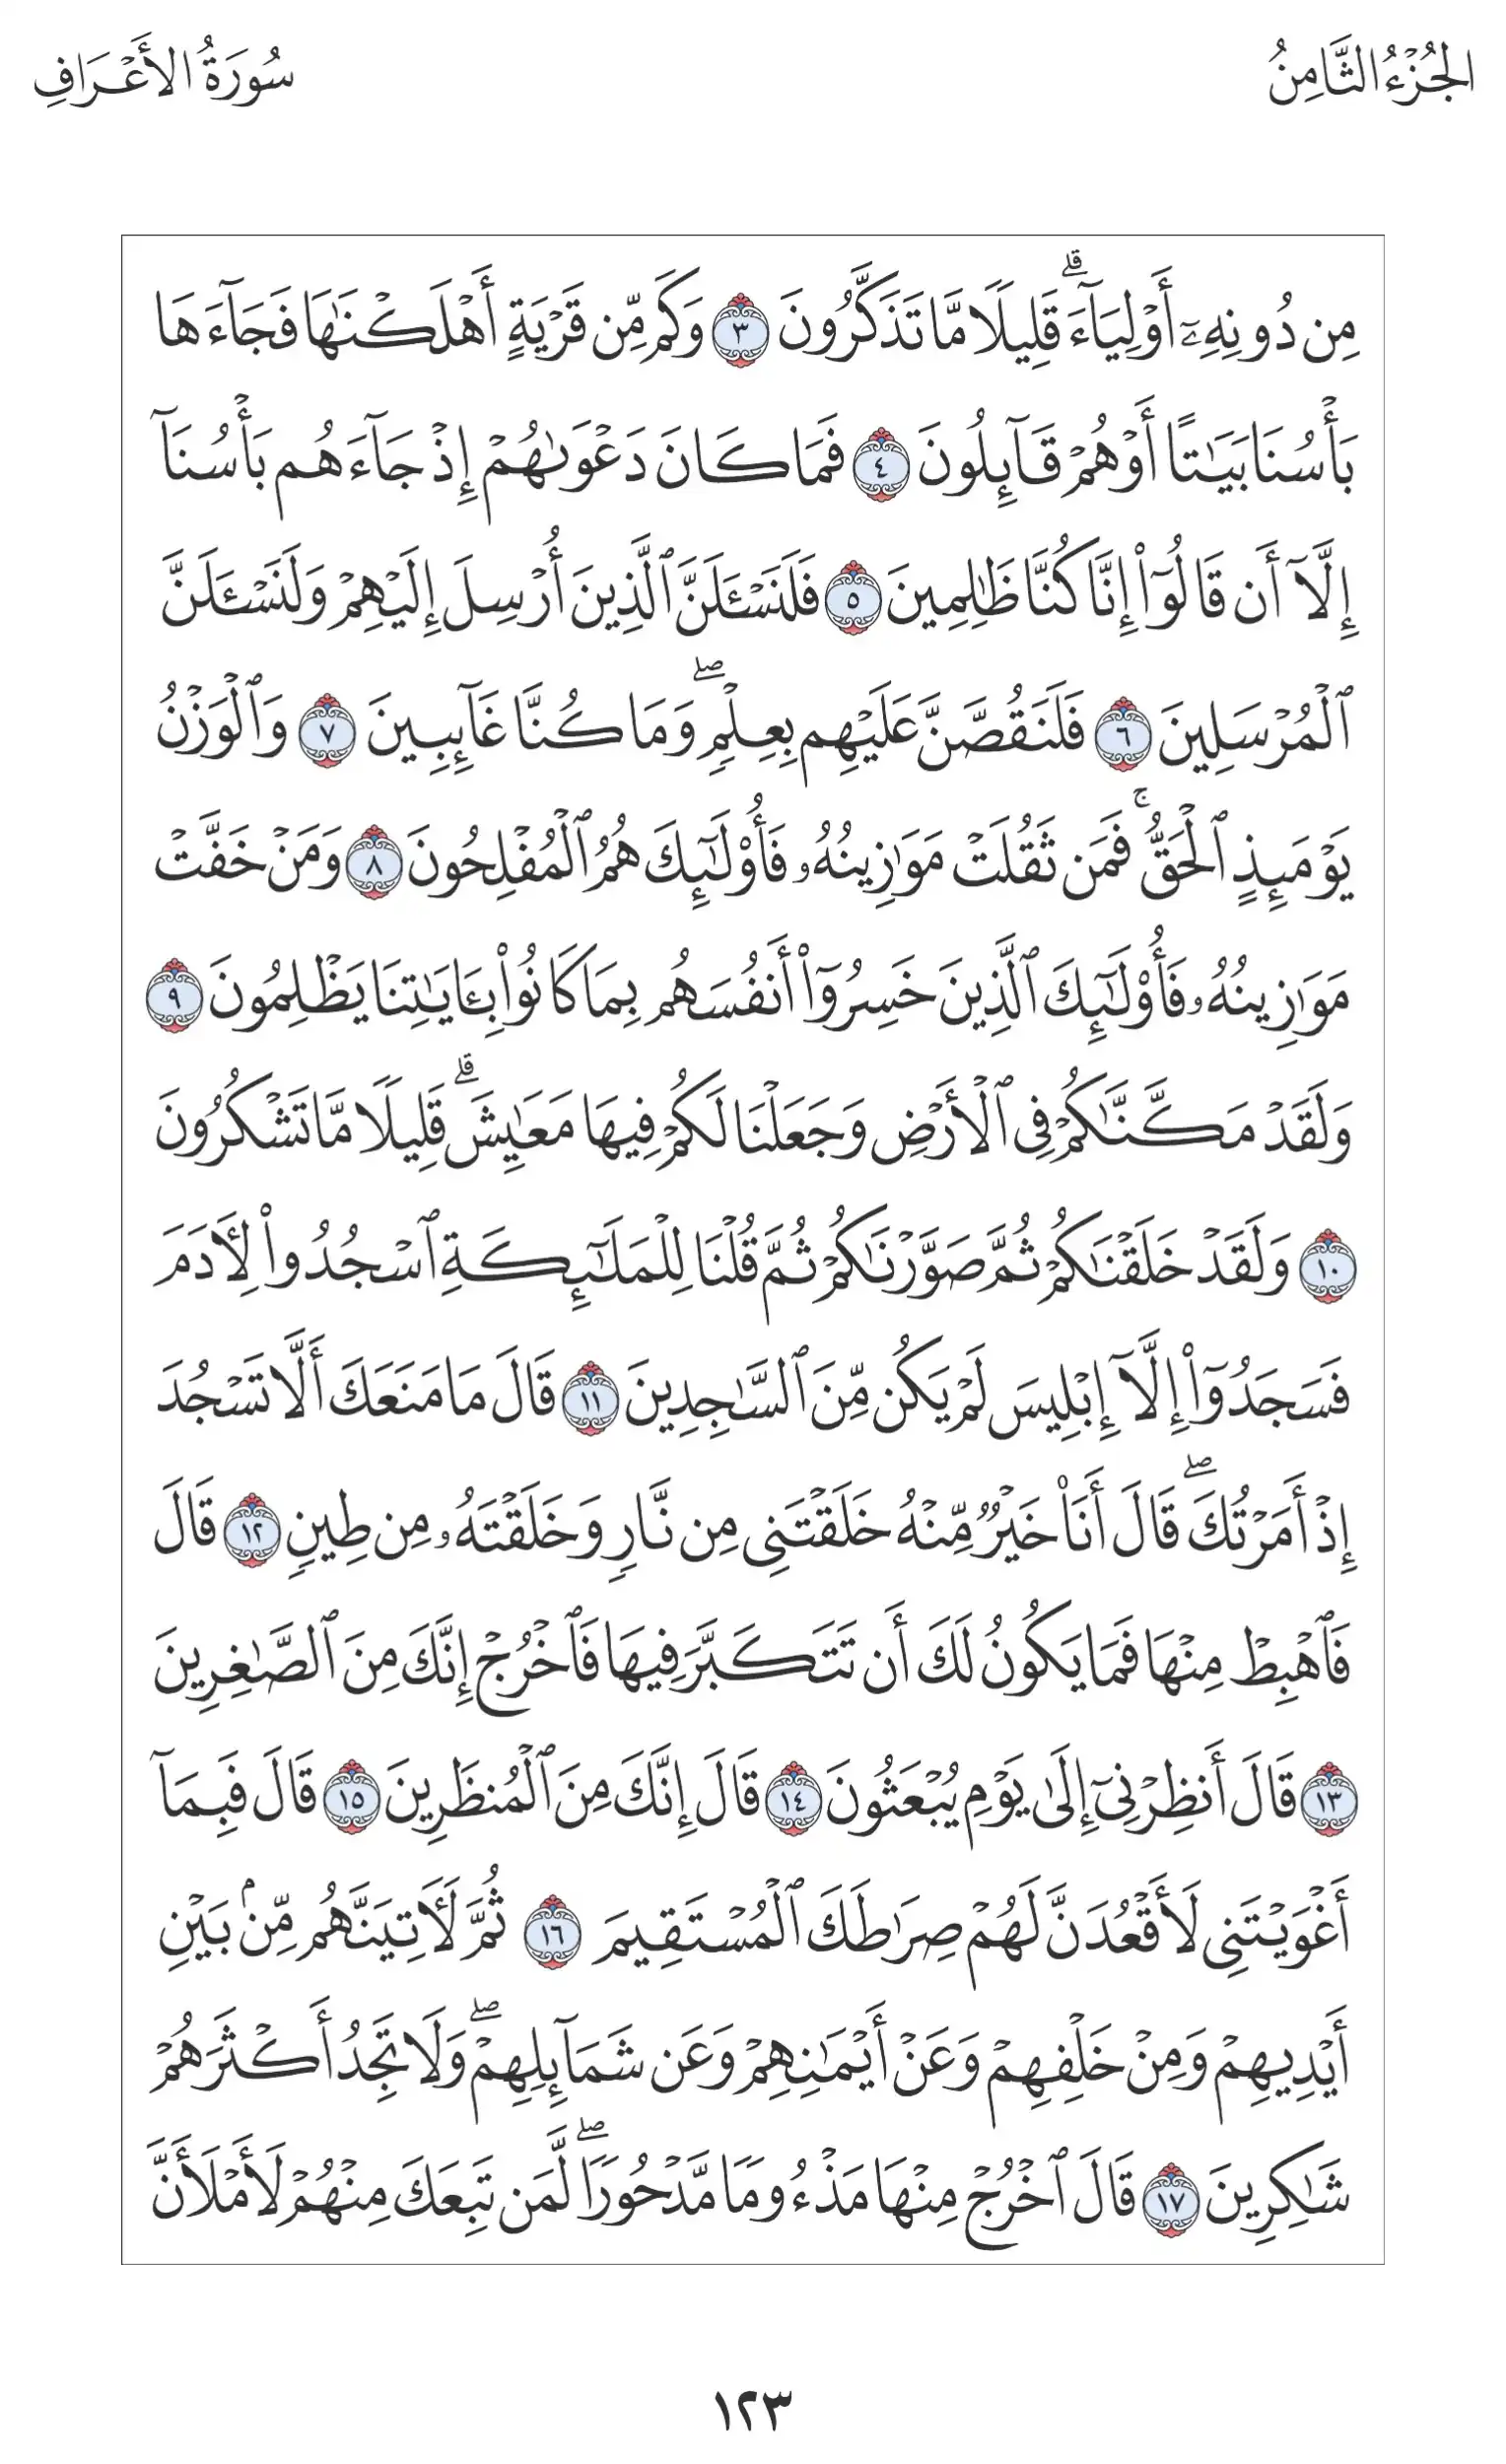 الجُزْءُ الثَّامِنُ
سُورَةُ الأَعْرَافِ
مِن دُونِهِۦٓ أَوْلِيَآءَۗ قَلِيلًا مَّا تَذَكَّرُونَ ٣ وَكَم مِّن قَرْيَةٍ أَهْلَكْنَٰهَا فَجَآءَهَا
بَأْسُنَا بَيَٰتًا أَوْ هُمْ قَآئِلُونَ ٤ فَمَا كَانَ دَعْوَىٰهُمْ إِذْ جَآءَهُم بَأْسُنَآ
إِلَّآ أَن قَالُوٓا۟ إِنَّا كُنَّا ظَٰلِمِينَ ٥ فَلَنَسْـَٔلَنَّ ٱلَّذِينَ أُرْسِلَ إِلَيْهِمْ وَلَنَسْـَٔلَنَّ
ٱلْمُرْسَلِينَ ٦ فَلَنَقُصَّنَّ عَلَيْهِم بِعِلْمٍۖ وَمَا كُنَّا غَآئِبِينَ ٧ وَٱلْوَزْنُ
يَوْمَئِذٍ ٱلْحَقُّۚ فَمَن ثَقُلَتْ مَوَٰزِينُهُۥ فَأُو۟لَٰٓئِكَ هُمُ ٱلْمُفْلِحُونَ ٨ وَمَنْ خَفَّتْ
مَوَٰزِينُهُۥ فَأُو۟لَٰٓئِكَ ٱلَّذِينَ خَسِرُوٓا۟ أَنفُسَهُم بِمَا كَانُوا۟ بِـَٔايَٰتِنَا يَظْلِمُونَ ٩
وَلَقَدْ مَكَّنَّٰكُمْ فِى ٱلْأَرْضِ وَجَعَلْنَا لَكُمْ فِيهَا مَعَٰيِشَۗ قَلِيلًا مَّا تَشْكُرُونَ
١٠ وَلَقَدْ خَلَقْنَٰكُمْ ثُمَّ صَوَّرْنَٰكُمْ ثُمَّ قُلْنَا لِلْمَلَٰٓئِكَةِ ٱسْجُدُوا۟ لِـَٔادَمَ
فَسَجَدُوٓا۟ إِلَّآ إِبْلِيسَ لَمْ يَكُن مِّنَ ٱلسَّٰجِدِينَ ١١ قَالَ مَا مَنَعَكَ أَلَّا تَسْجُدَ
إِذْ أَمَرْتُكَۖ قَالَ أَنَا۠ خَيْرٌ مِّنْهُ خَلَقْتَنِى مِن نَّارٍ وَخَلَقْتَهُۥ مِن طِينٍ ١٢ قَالَ
فَٱهْبِطْ مِنْهَا فَمَا يَكُونُ لَكَ أَن تَتَكَبَّرَ فِيهَا فَٱخْرُجْ إِنَّكَ مِنَ ٱلصَّٰغِرِينَ
١٣ قَالَ أَنظِرْنِىٓ إِلَىٰ يَوْمِ يُبْعَثُونَ ١٤ قَالَ إِنَّكَ مِنَ ٱلْمُنظَرِينَ ١٥ قَالَ فَبِمَآ
أَغْوَيْتَنِى لَأَقْعُدَنَّ لَهُمْ صِرَٰطَكَ ٱلْمُسْتَقِيمَ ١٦ ثُمَّ لَـَٔاتِيَنَّهُم مِّنۢ بَيْنِ
أَيْدِيهِمْ وَمِنْ خَلْفِهِمْ وَعَنْ أَيْمَٰنِهِمْ وَعَن شَمَآئِلِهِمْۖ وَلَا تَجِدُ أَكْثَرَهُمْ
شَٰكِرِينَ ١٧ قَالَ ٱخْرُجْ مِنْهَا مَذْءُومًا مَّدْحُورًاۖ لَّمَن تَبِعَكَ مِنْهُمْ لَأَمْلَأَنَّ
١٢٣